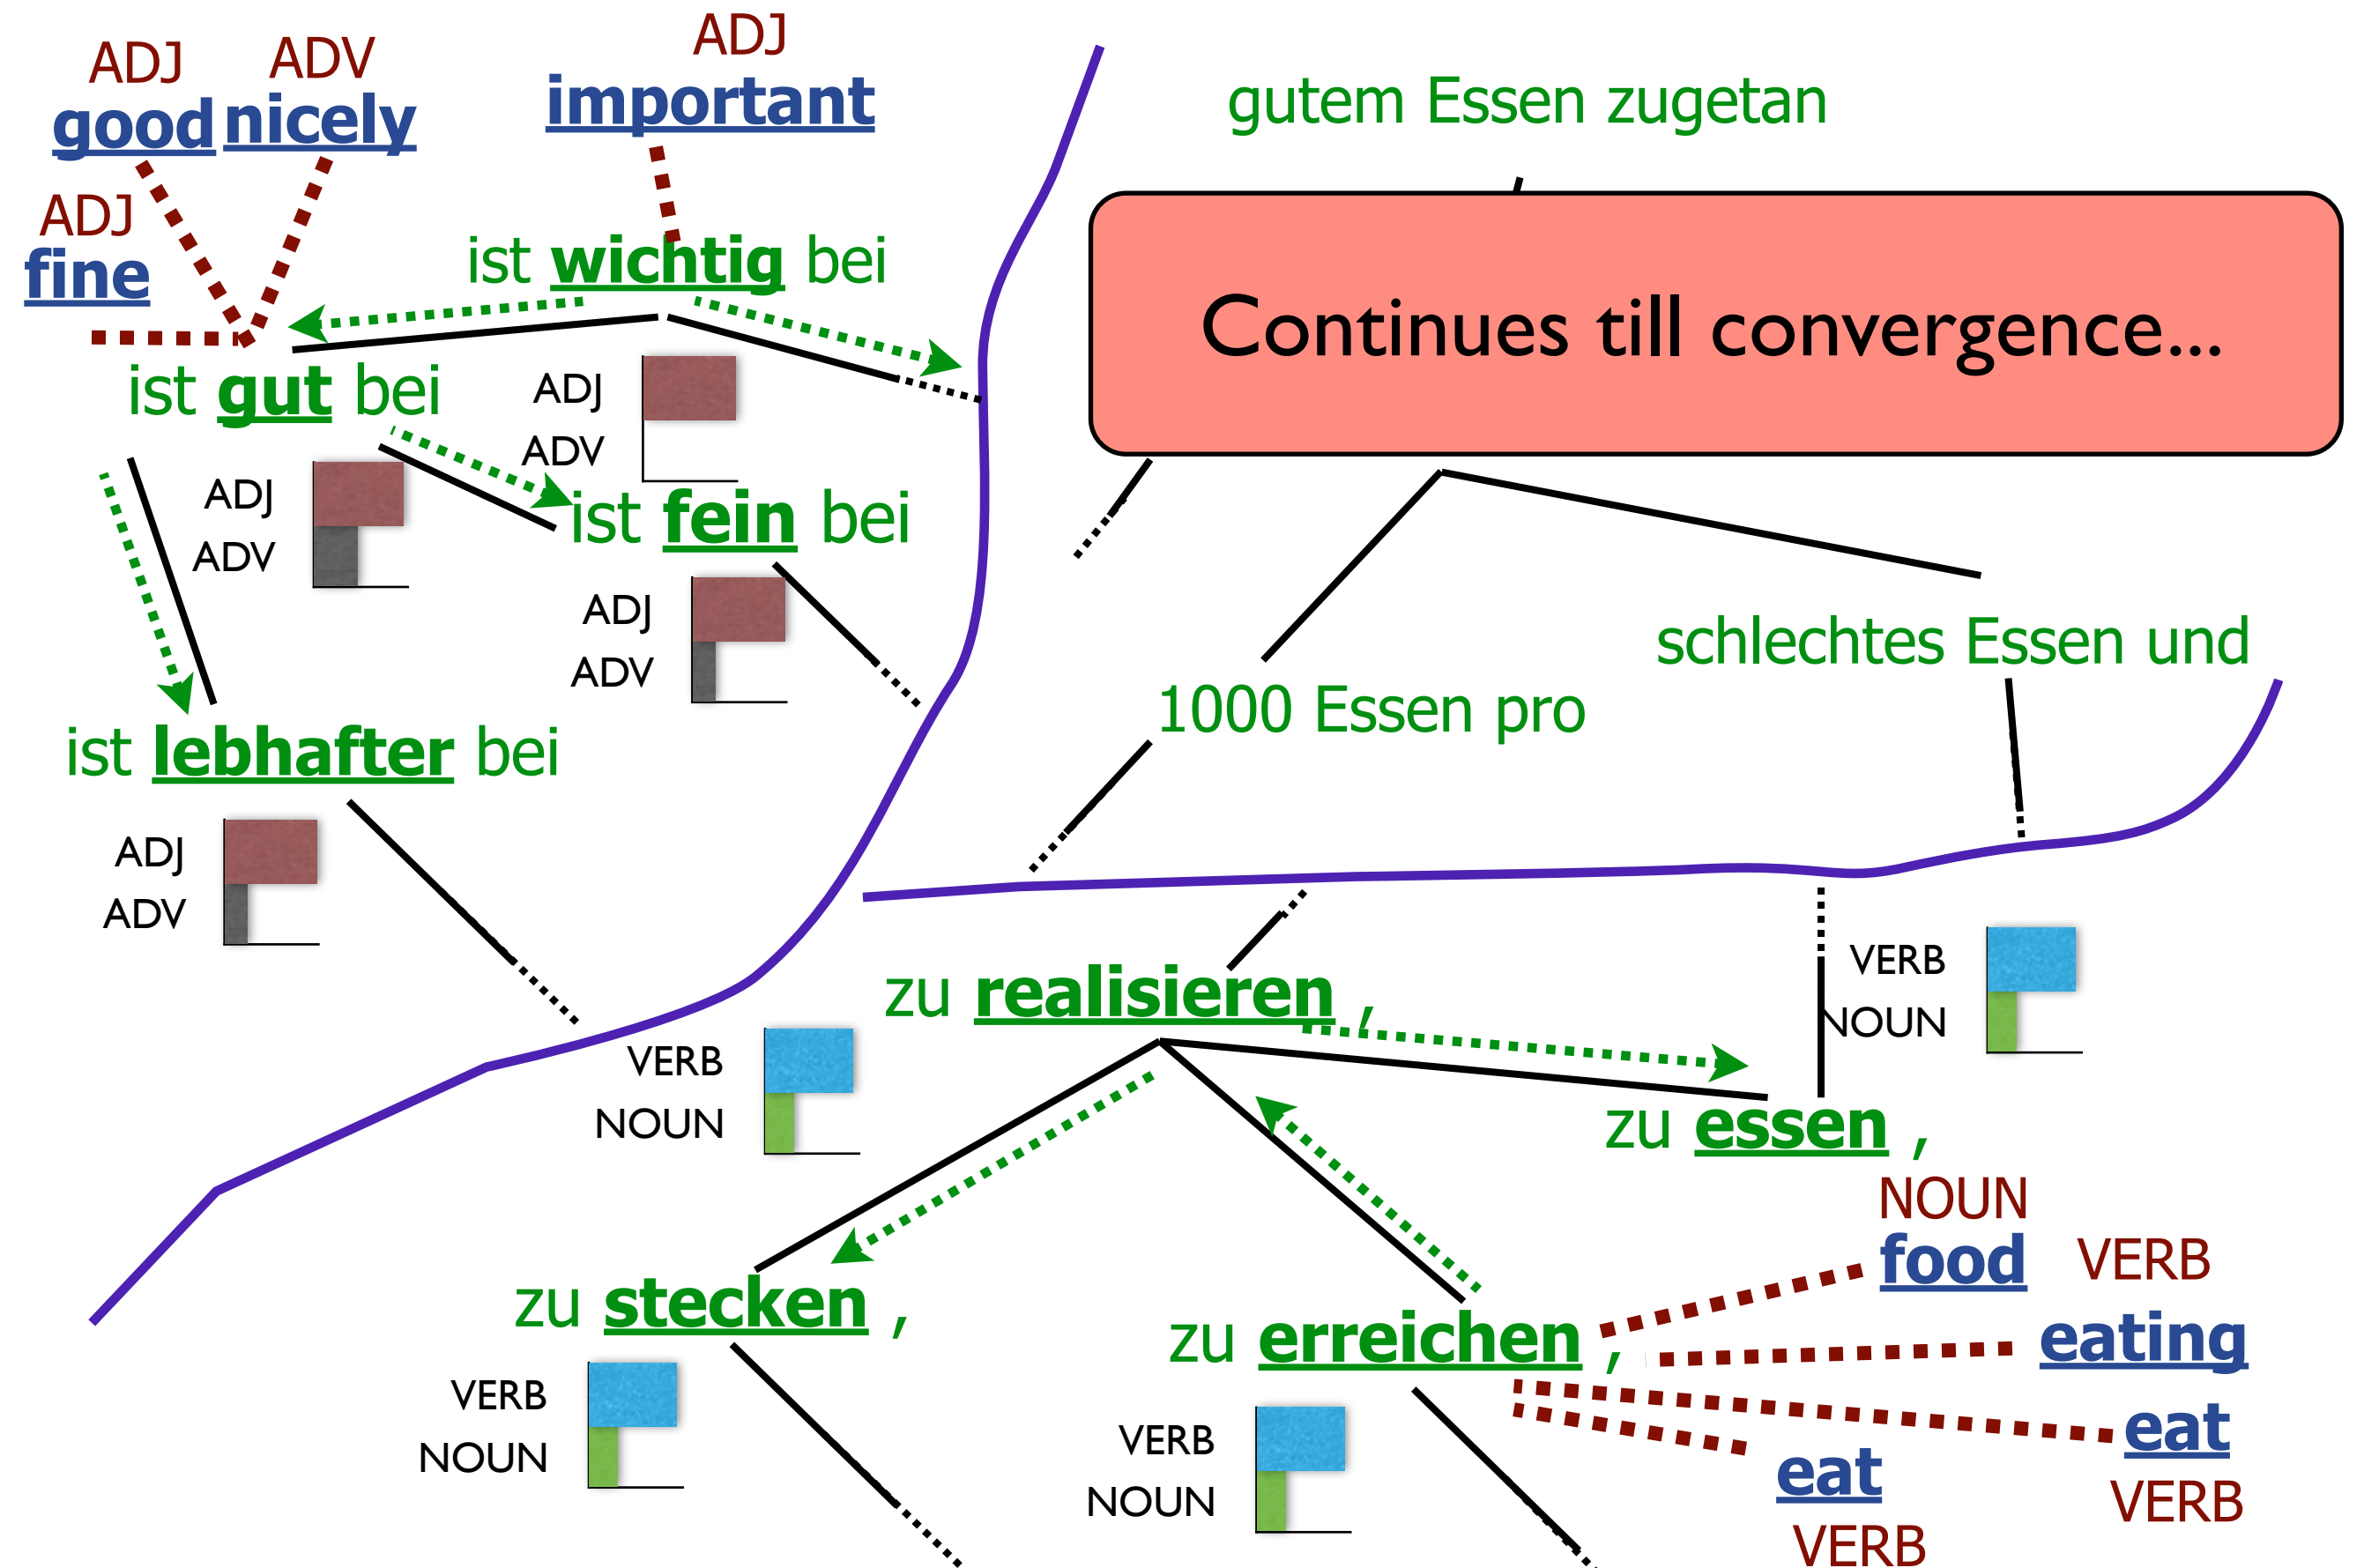 ADJ
ADV
ADJ
good
nicely
important
gutem Essen zugetan
ADJ
fine
ist wichtig bei
Continues till convergence...
ist gut bei
ADJ
ADV
ADJ
ADV
ist fein bei
ADJ
ADV
schlechtes Essen und
1000 Essen pro
ist lebhafter bei
ADJ
ADV
zu realisieren ,
VERB
NOUN
VERB
NOUN
zu essen ,
NOUN
food
VERB
zu stecken ,
zu erreichen ,
eating
VERB
NOUN
VERB
NOUN
eat
VERB
eat
VERB